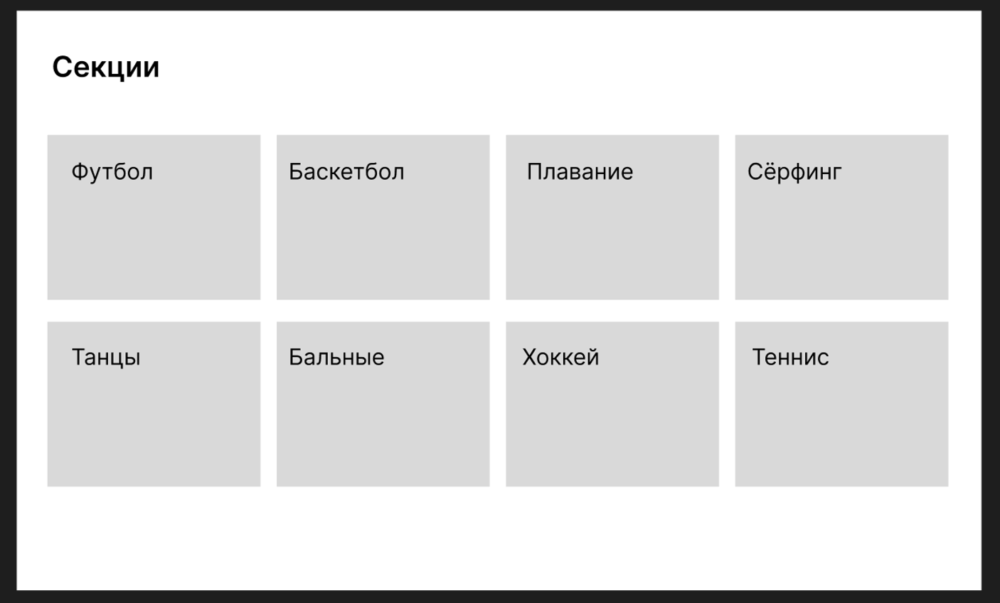 Секции
Футбол
Баскетбол
Плавание
Сёрфинг
Танцы
Бальные
Хоккей
Теннис